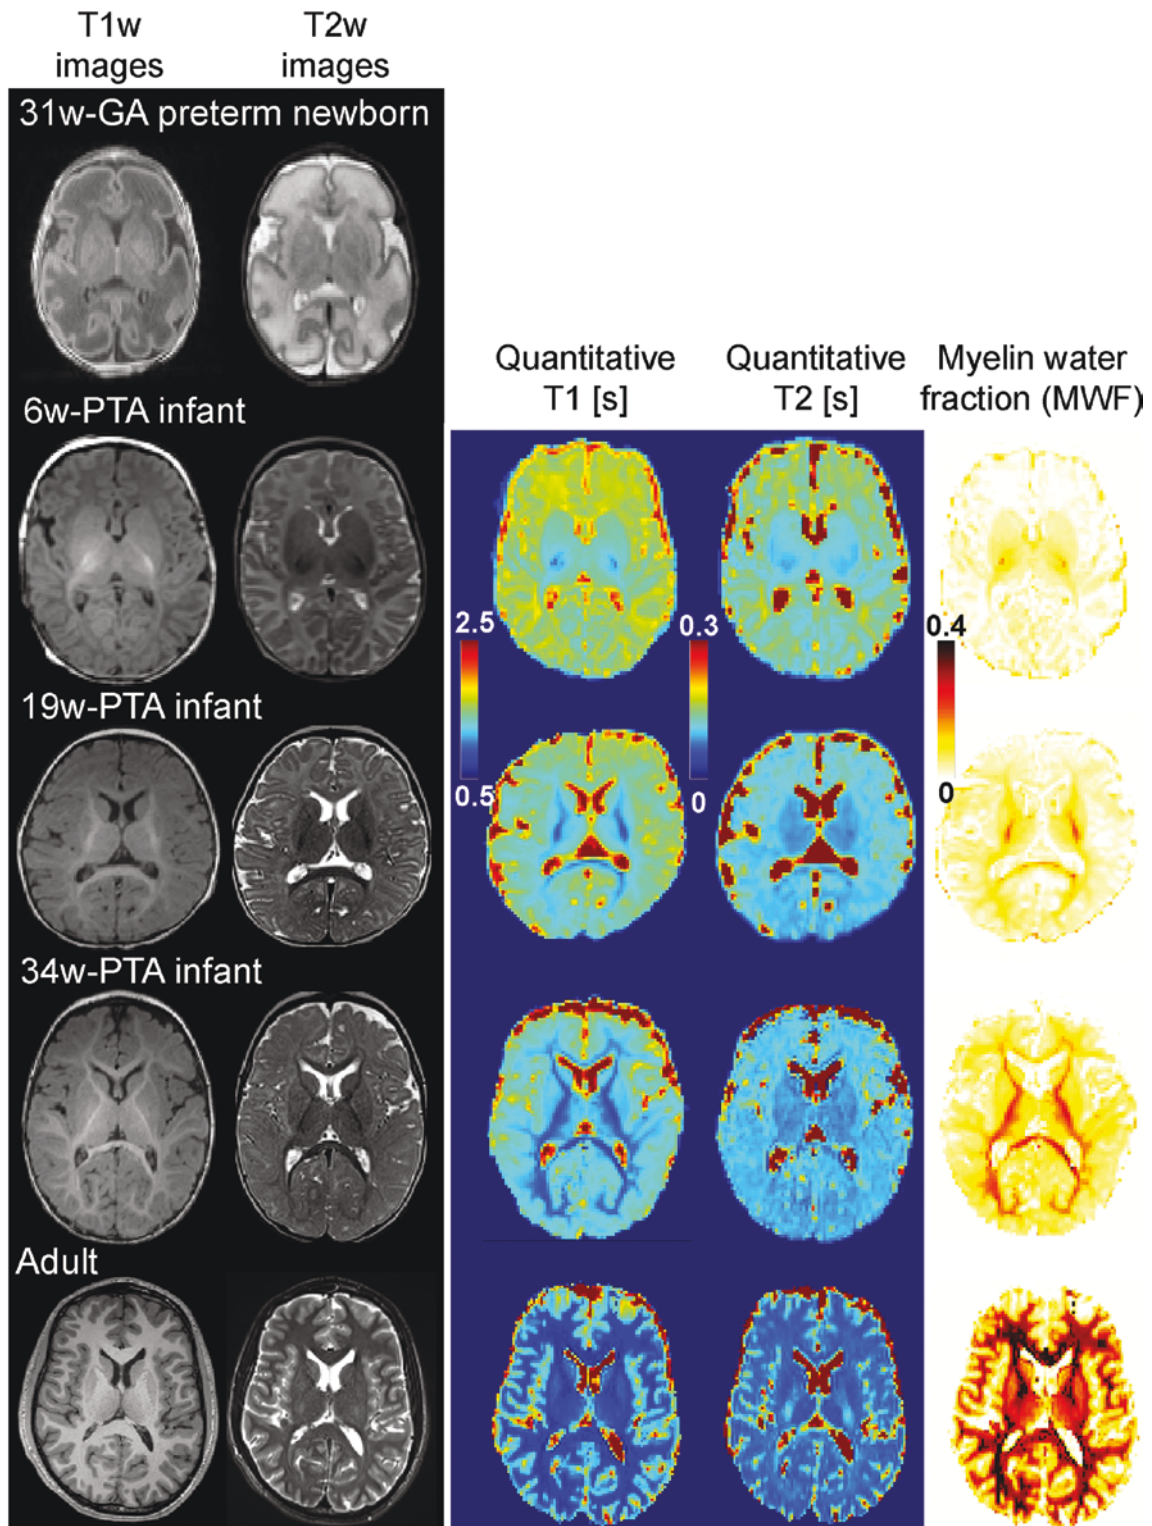 T1w
images
T2w
images
31w-GA preterm newborn
Quantitative
T1 [s]
Quantitative
T2 [s]
Myelin water
fraction (MWF)
6w-PTA infant
2.5
0.3
0.4
19w-PTA infant
0.5
0
0
34w-PTA infant
Adult